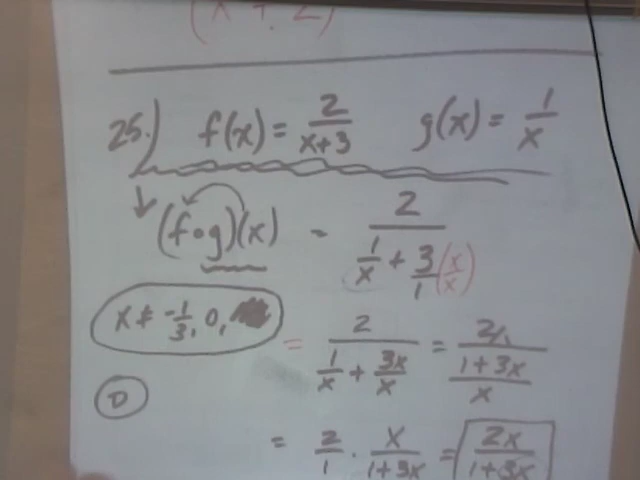 (x + 2)
25.) f(x) = 2/(x+3) g(x) = 1/x
(f∘g)(x) = 2/(1/x + 3/1 (x/x))
x ≠ -1/3, 0,
= 2/(1/x + 3x/x) = 2/((1+3x)/x)
D
= 2/1 · x/(1+3x) = 2x/(1+3x)